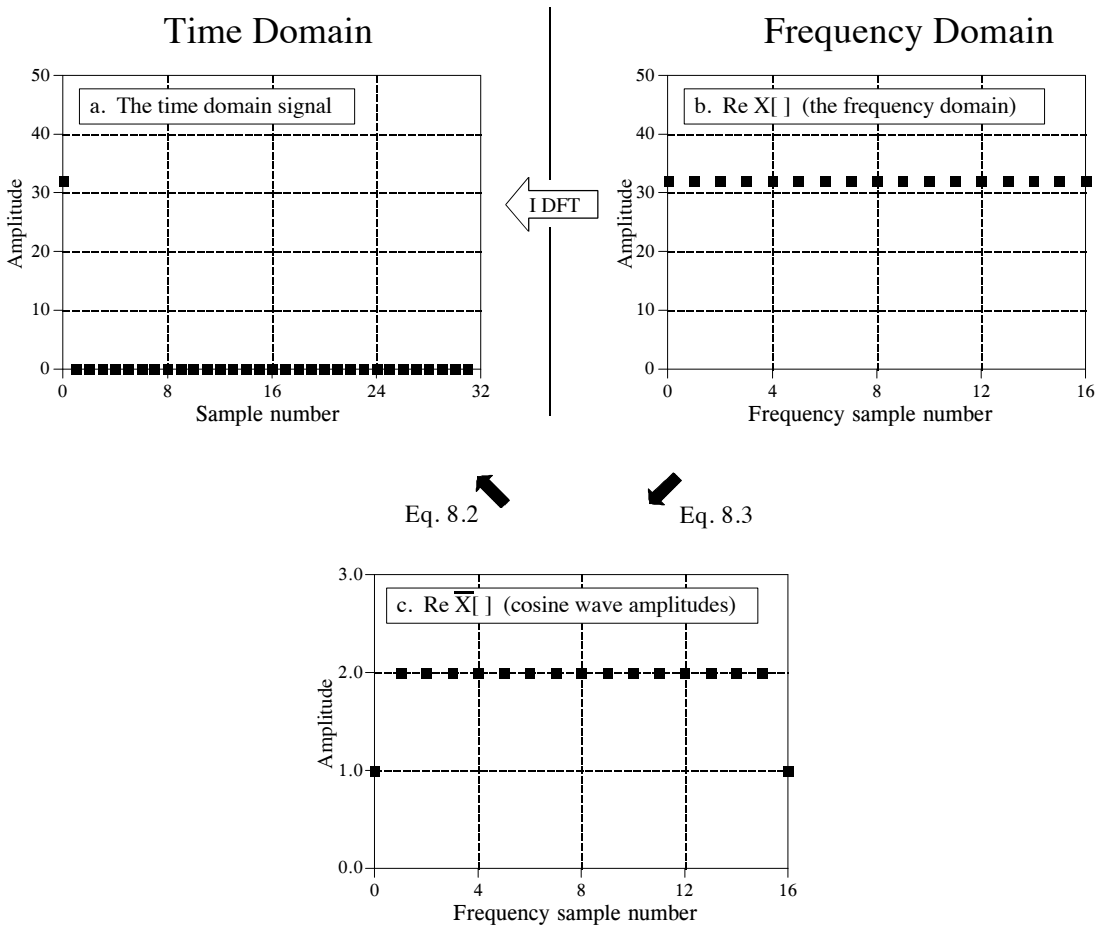 Time Domain
Frequency Domain
a. The time domain signal
50
40
30
20
10
0
Amplitude
0 8 16 24 32
Sample number
I DFT
b. Re X[ ] (the frequency domain)
50
40
30
20
10
0
Amplitude
0 4 8 12 16
Frequency sample number
Eq. 8.2
Eq. 8.3
c. Re X̅[ ] (cosine wave amplitudes)
3.0
2.0
1.0
0.0
Amplitude
0 4 8 12 16
Frequency sample number